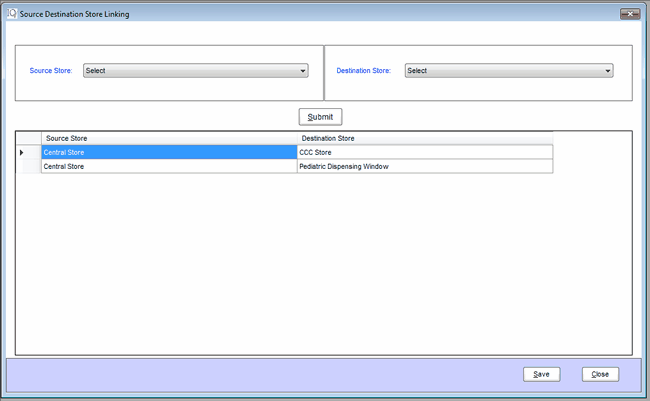 Source Destination Store Linking
Source Store: Select Destination Store: Select
Submit
Source Store Destination Store
Central Store CCC Store
Central Store Pediatric Dispensing Window
Save Close